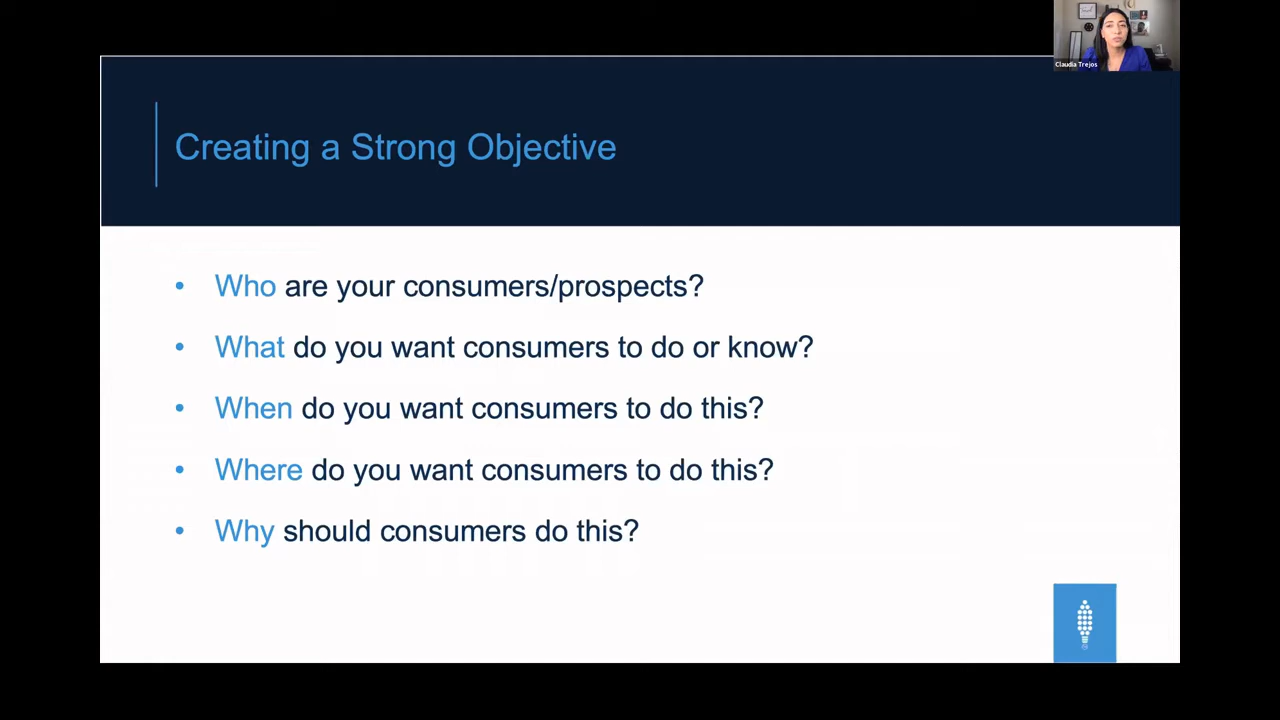 Claudia Trejos
Creating a Strong Objective
• Who are your consumers/prospects?
• What do you want consumers to do or know?
• When do you want consumers to do this?
• Where do you want consumers to do this?
• Why should consumers do this?